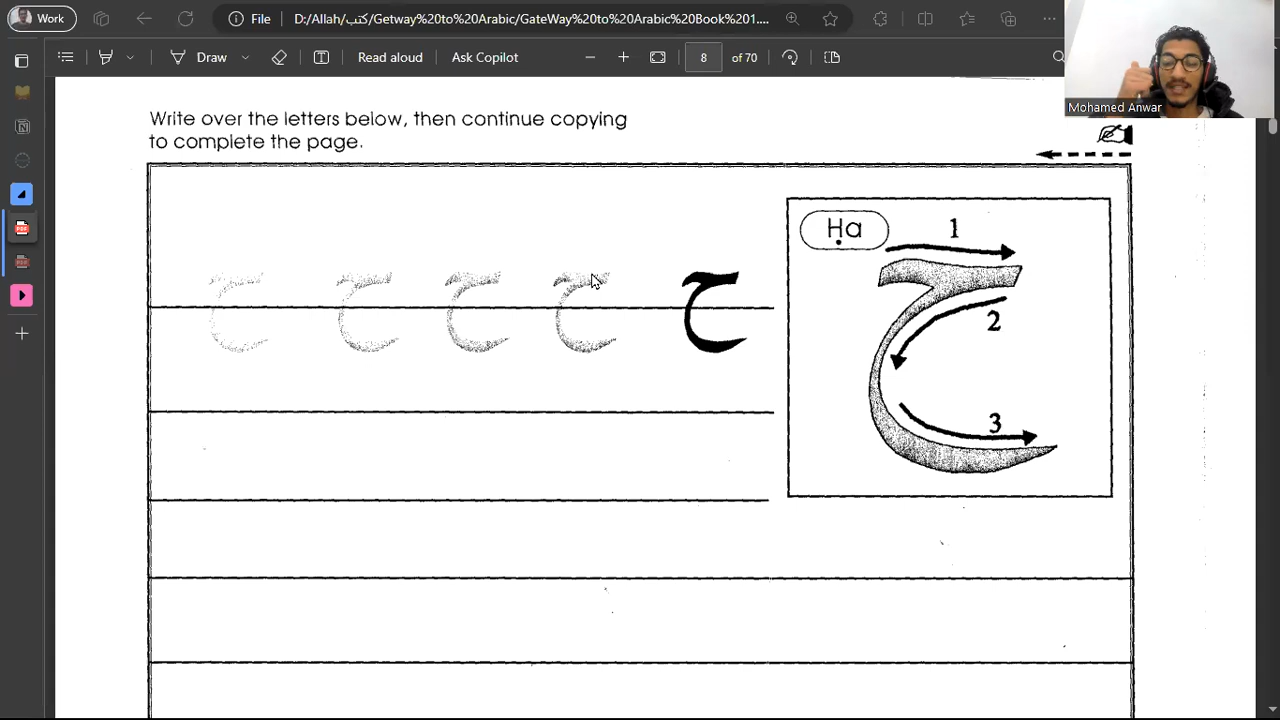 Work
File
D:/Allah/كتب/Getway%20to%20Arabic/GateWay%20to%20Arabic%20Book%201....
Draw
Read aloud
Ask Copilot
8
of 70
Mohamed Anwar
Write over the letters below, then continue copying
to complete the page.
Ḥa
1
2
3
ح ح ح ح ح